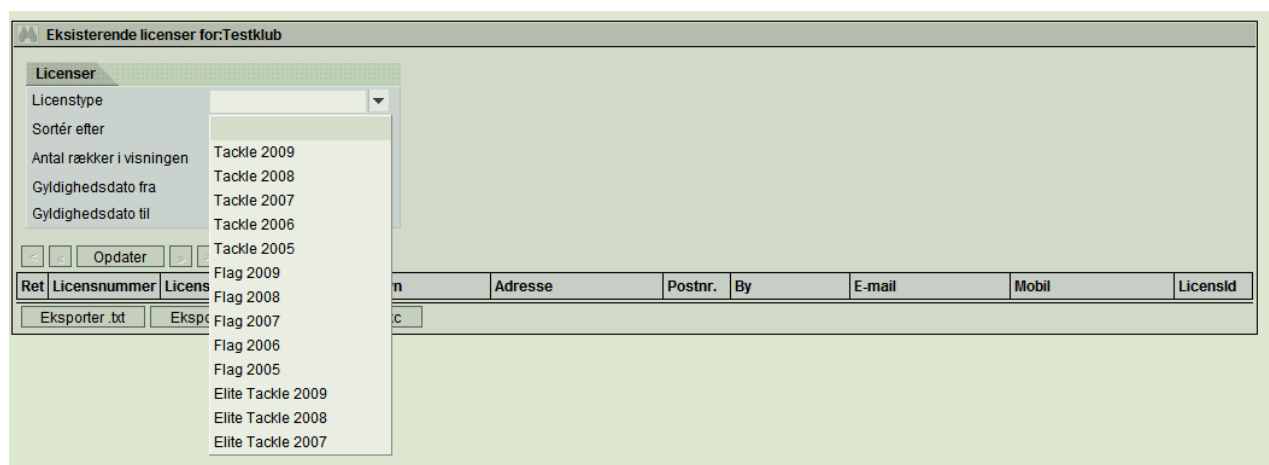 Eksisterende licenser for:Testklub
Licenser
Licenstype
Sortér efter
Antal rækker i visningen
Gyldighedsdato fra
Gyldighedsdato til
Tackle 2009
Tackle 2008
Tackle 2007
Tackle 2006
Tackle 2005
Flag 2009
Flag 2008
Flag 2007
Flag 2006
Flag 2005
Elite Tackle 2009
Elite Tackle 2008
Elite Tackle 2007
< « Opdater »
Ret Licensnummer Adresse Postnr. By E-mail Mobil LicensId
Eksporter .txt